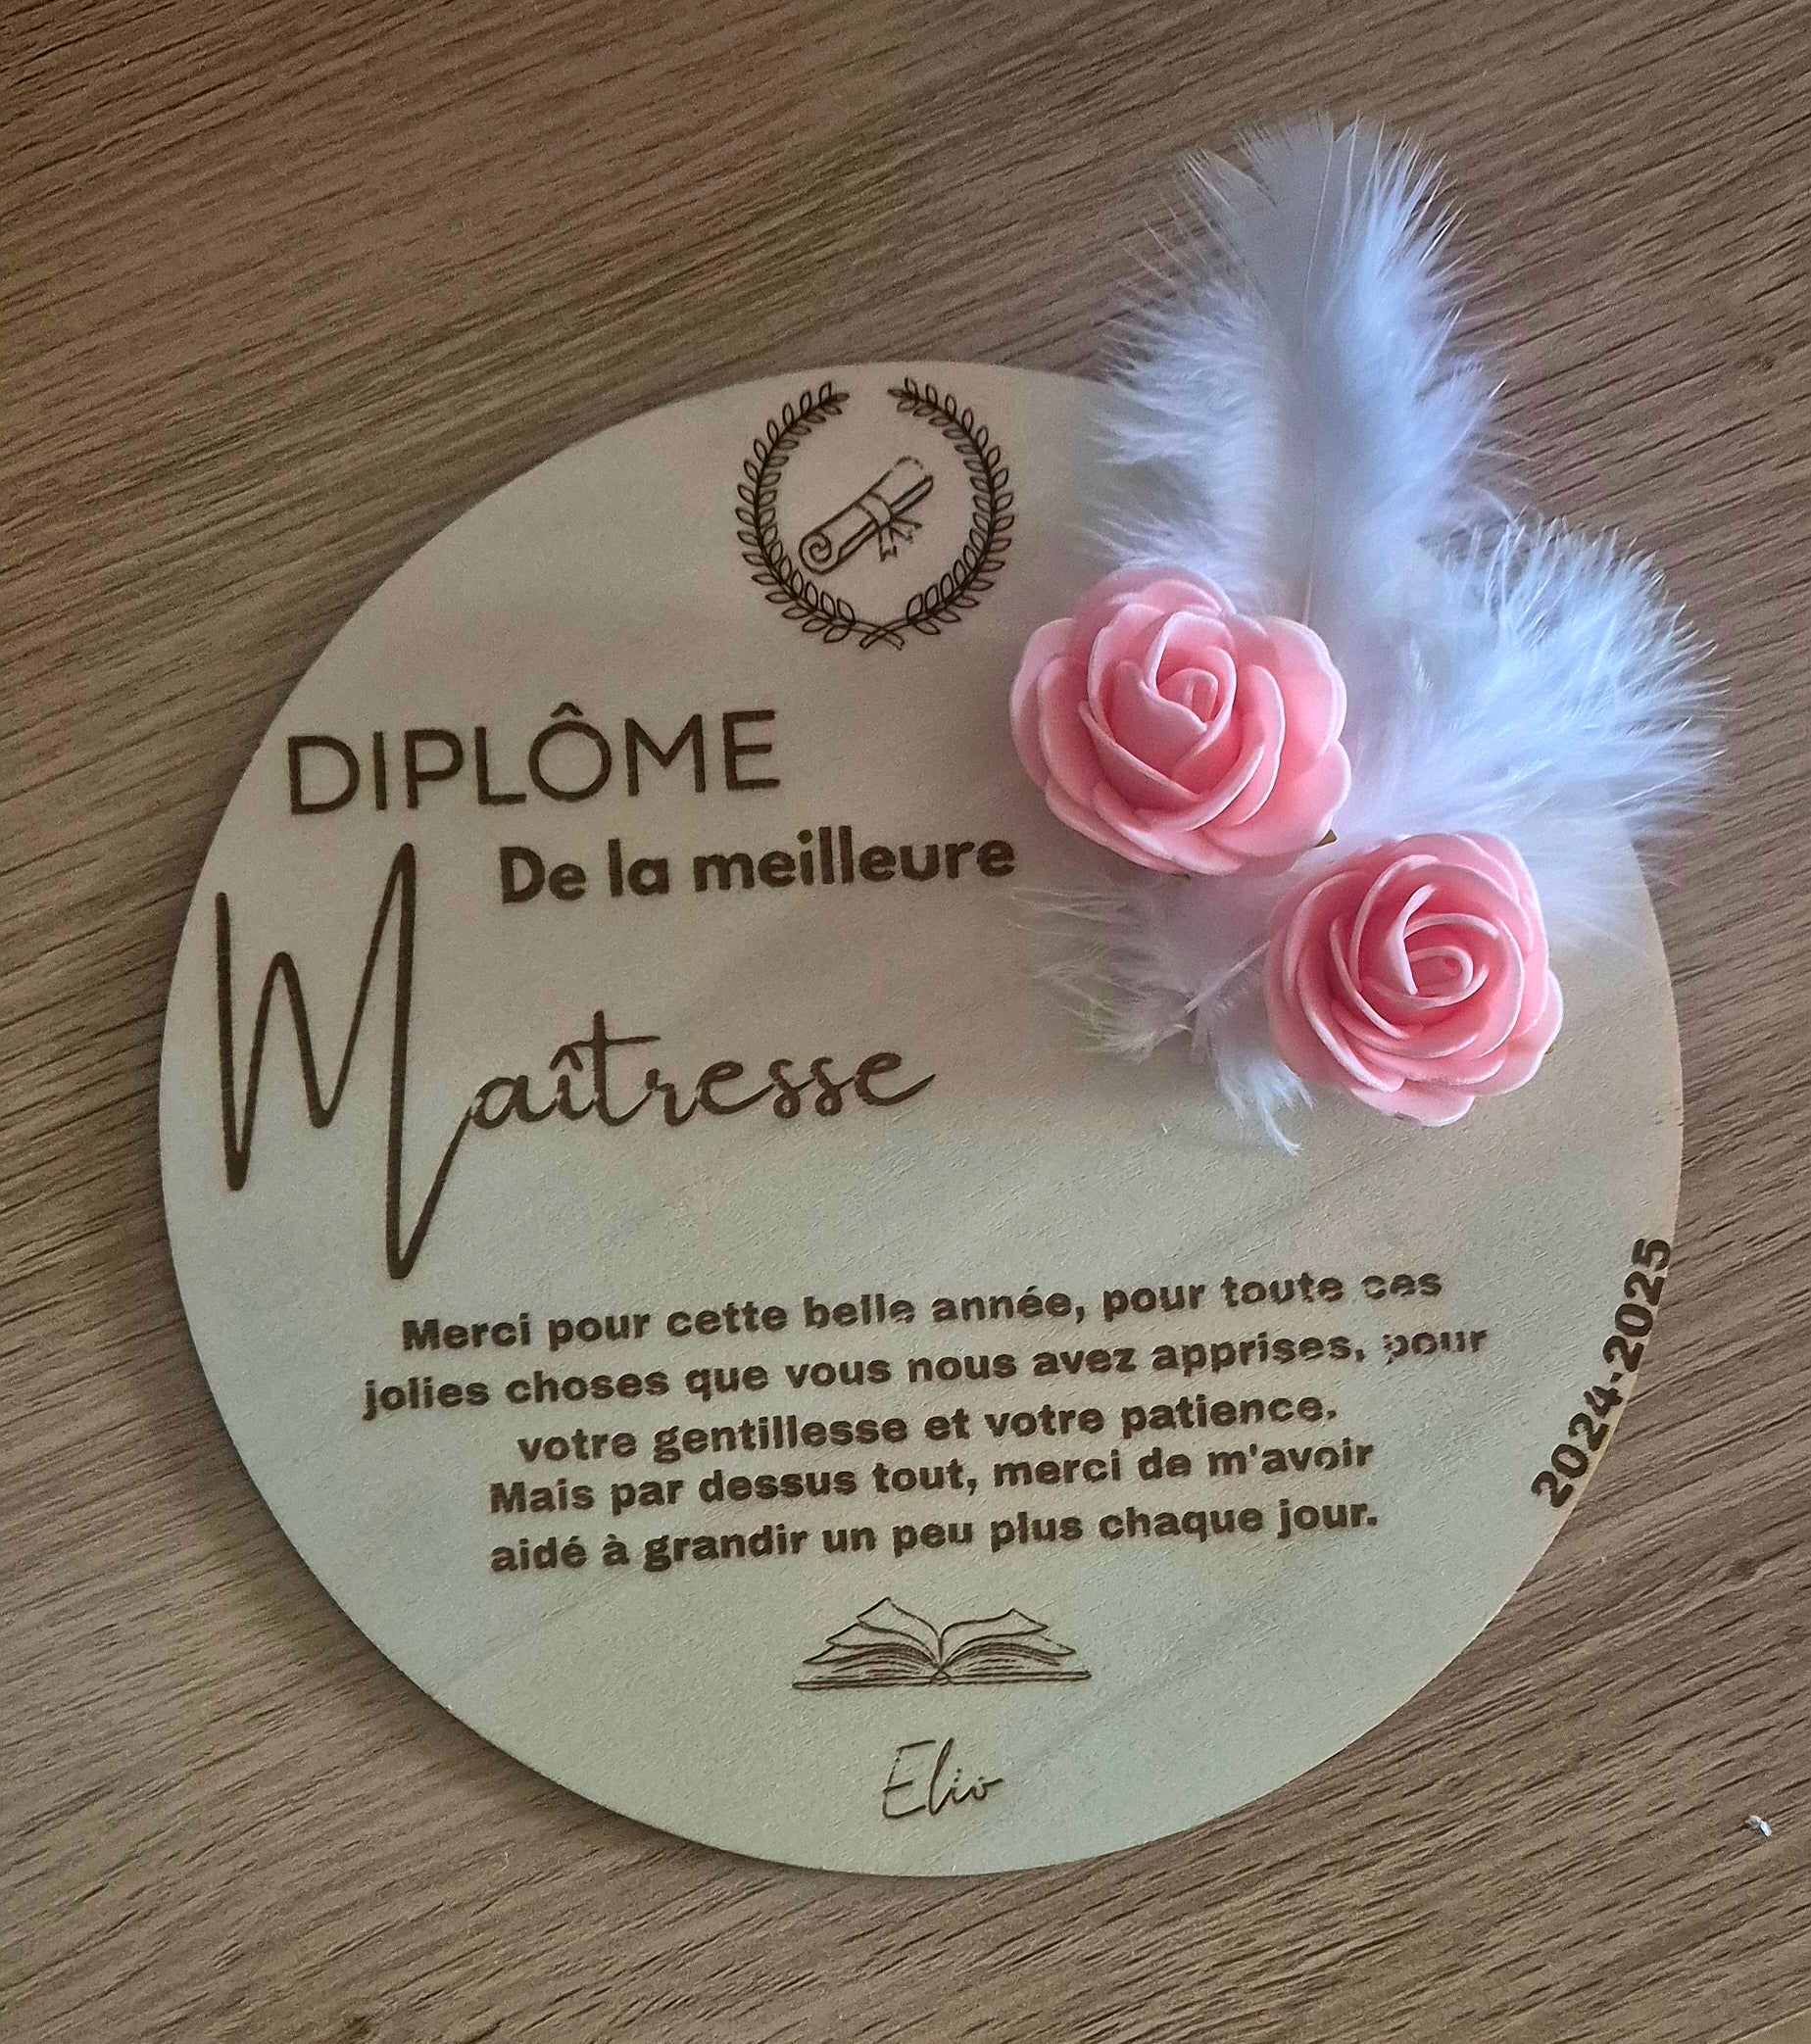 DIPLÔME
De la meilleure
Maîtresse
Merci pour cette belle année, pour toute ces
jolies choses que vous nous avez apprises, pour
votre gentillesse et votre patience.
Mais par dessus tout, merci de m'avoir
aidé à grandir un peu plus chaque jour.
2024-2025
Elio